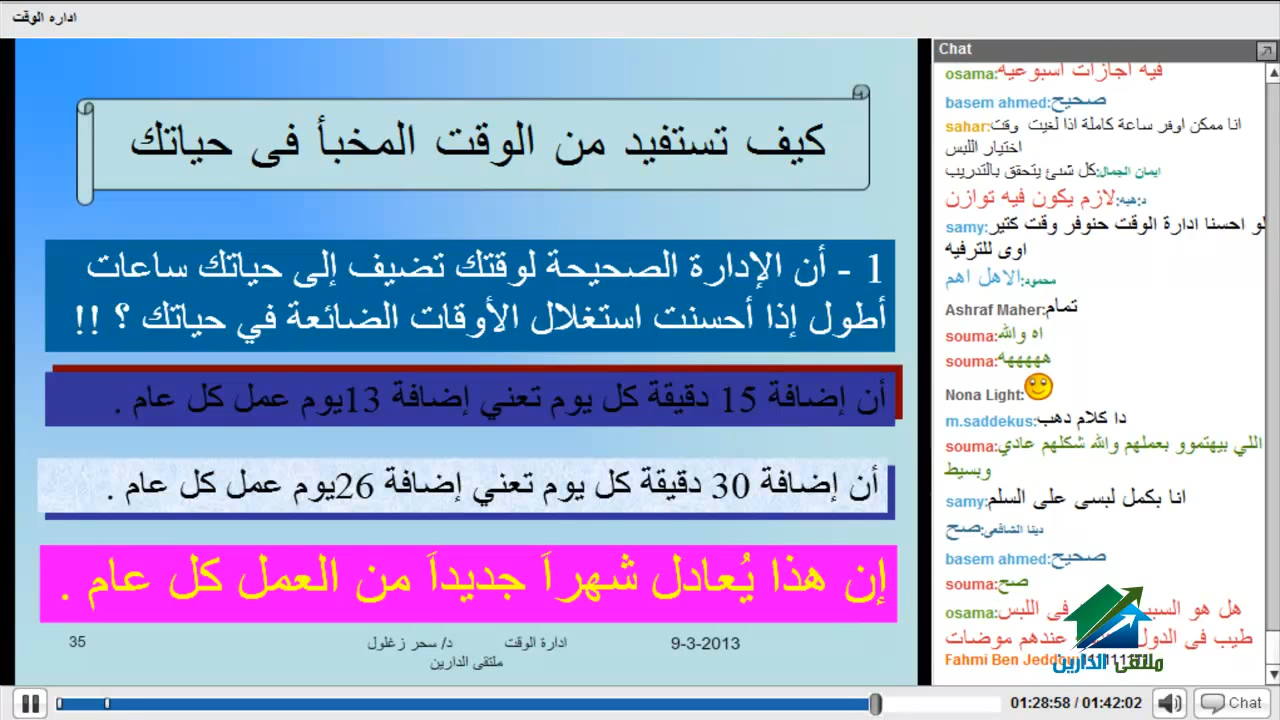 اداره الوقت
كيف تستفيد من الوقت المخبأ فى حياتك
1 - أن الإدارة الصحيحة لوقتك تضيف إلى حياتك ساعات
أطول إذا أحسنت استغلال الأوقات الضائعة في حياتك ؟ !!
أن إضافة 15 دقيقة كل يوم تعني إضافة 13يوم عمل كل عام .
أن إضافة 30 دقيقة كل يوم تعني إضافة 26يوم عمل كل عام .
إن هذا يُعادل شهراَ جديداَ من العمل كل عام .
9-3-2013
ادارة الوقت د/ سحر زغلول
ملتقى الدارين
35
Chat
osama:فيه اجازات اسبوعيه
basem ahmed:صحيح
sahar:انا ممكن اوفر ساعة كاملة اذا لغيت وقت
اختيار اللبس
ايمان الجمال:كل شئ يتحقق بالتدريب
د:هبه:لازم يكون فيه توازن
samy:لو احسنا ادارة الوقت حنوفر وقت كتير
اوى للترفيه
محمود:الاهل اهم
Ashraf Maher:تمام
souma:اه والله
souma:هههههه
Nona Light:
m.saddekus:دا كلام دهب
souma:اللي بيهتموو بعملهم والله شكلهم عادي
وبسيط
samy:انا بكمل لبسى على السلم
دينا الشافعى:صح
basem ahmed:صحيح
souma:صح
osama:هل هو السبب فى اللبس
طيب فى الدول عندهم موضات
Fahmi Ben Jeddou:
ملتقى الدارين
01:28:58 / 01:42:02
Chat